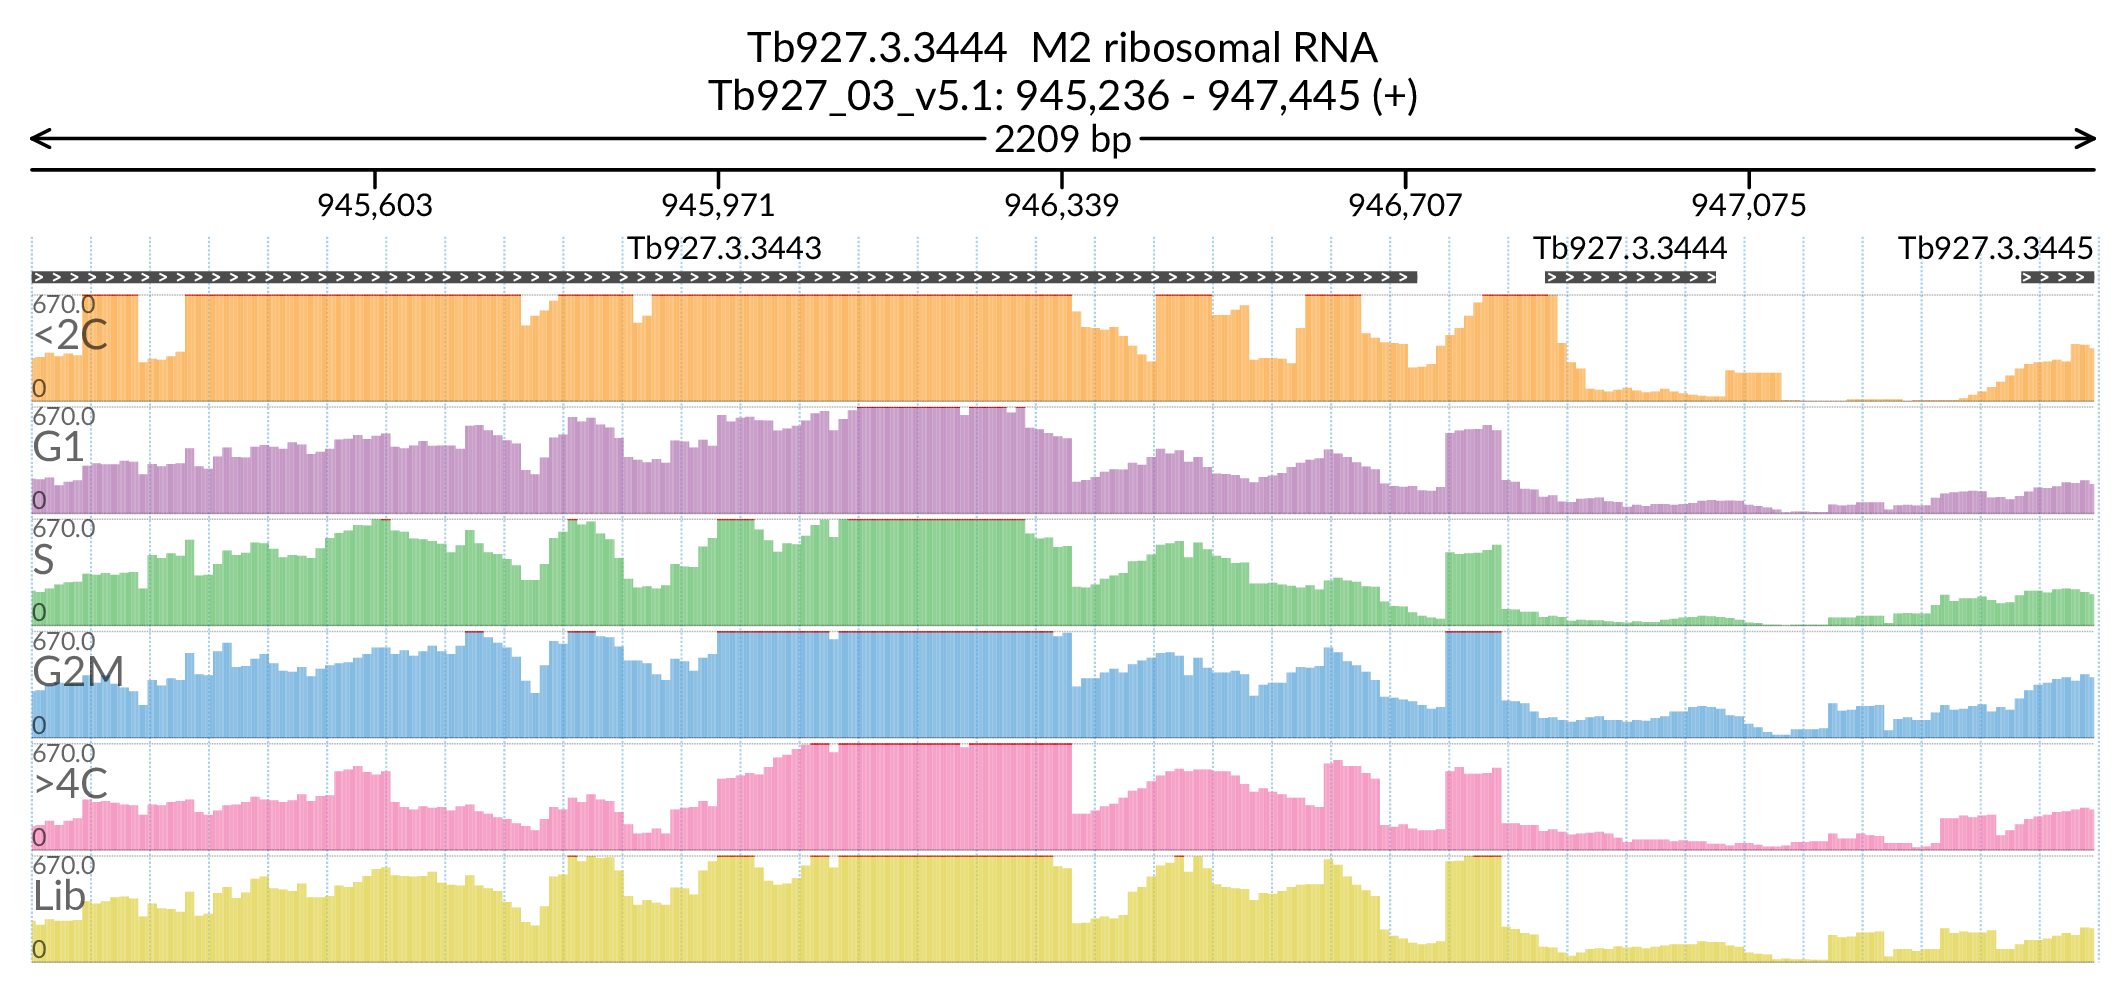 Tb927.3.3444  M2 ribosomal RNA
Tb927_03_v5.1: 945,236 - 947,445 (+)
2209 bp
945,603 945,971 946,339 946,707 947,075
Tb927.3.3443 Tb927.3.3444 Tb927.3.3445
670.0
<2C
0
670.0
G1
0
670.0
S
0
670.0
G2M
0
670.0
>4C
0
670.0
Lib
0